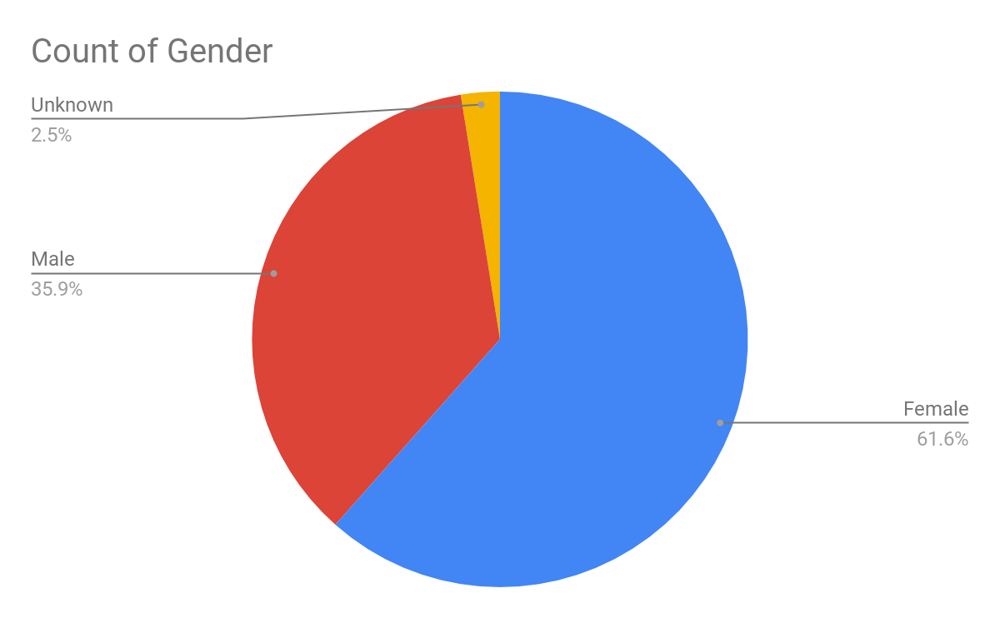 Count of Gender
Unknown
2.5%
Male
35.9%
Female
61.6%